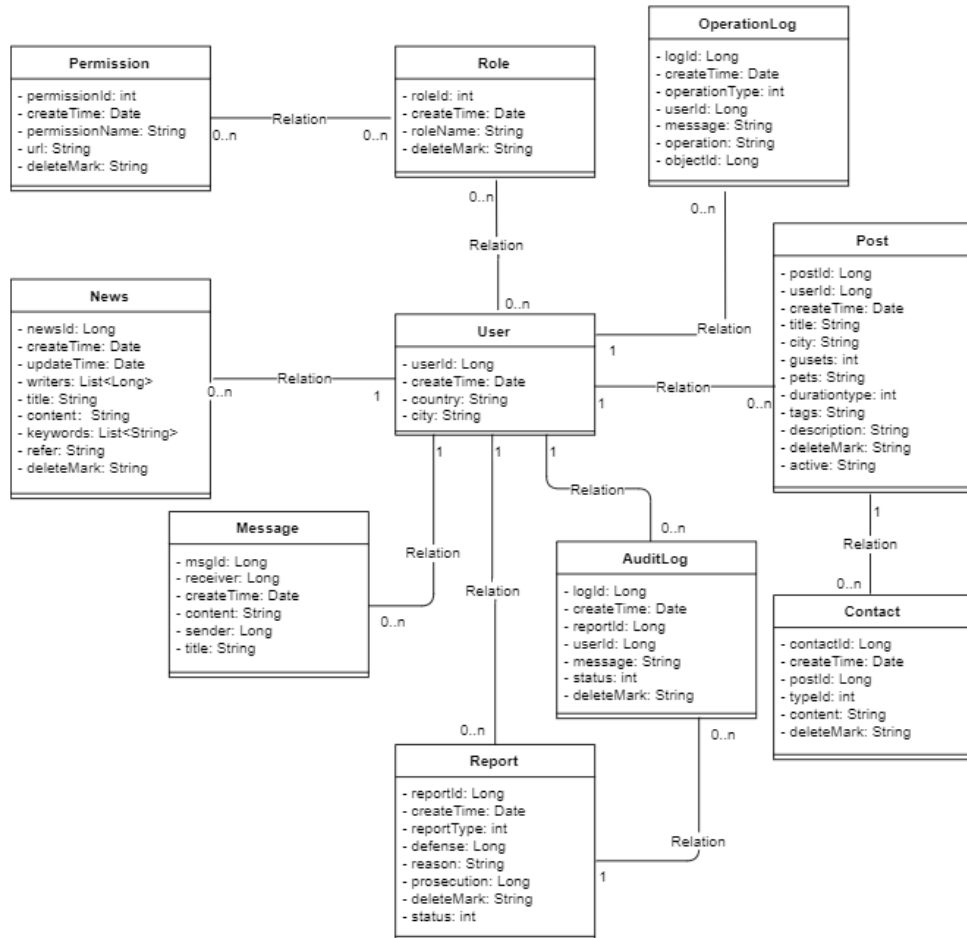 Permission
- permissionId: int
- createTime: Date
- permissionName: String
- url: String
- deleteMark: String
Relation
0..n
0..n
Role
- roleId: int
- createTime: Date
- roleName: String
- deleteMark: String
OperationLog
- logId: Long
- createTime: Date
- operationType: int
- userId: Long
- message: String
- operation: String
- objectId: Long
0..n
Relation
0..n
0..n
Relation
1
News
- newsId: Long
- createTime: Date
- updateTime: Date
- writers: List<Long>
- title: String
- content: String
- keywords: List<String>
- refer: String
- deleteMark: String
Relation
0..n
1
User
- userId: Long
- createTime: Date
- country: String
- city: String
Relation
1
0..n
Post
- postId: Long
- userId: Long
- createTime: Date
- title: String
- city: String
- gusets: int
- pets: String
- durationtype: int
- tags: String
- description: String
- deleteMark: String
- active: String
1
1
1
Relation
0..n
1
Relation
0..n
Message
- msgId: Long
- receiver: Long
- createTime: Date
- content: String
- sender: Long
- title: String
Relation
0..n
Relation
0..n
AuditLog
- logId: Long
- createTime: Date
- reportId: Long
- userId: Long
- message: String
- status: int
- deleteMark: String
0..n
Contact
- contactId: Long
- createTime: Date
- postId: Long
- typeId: int
- content: String
- deleteMark: String
Report
- reportId: Long
- createTime: Date
- reportType: int
- defense: Long
- reason: String
- prosecution: Long
- deleteMark: String
- status: int
Relation
1